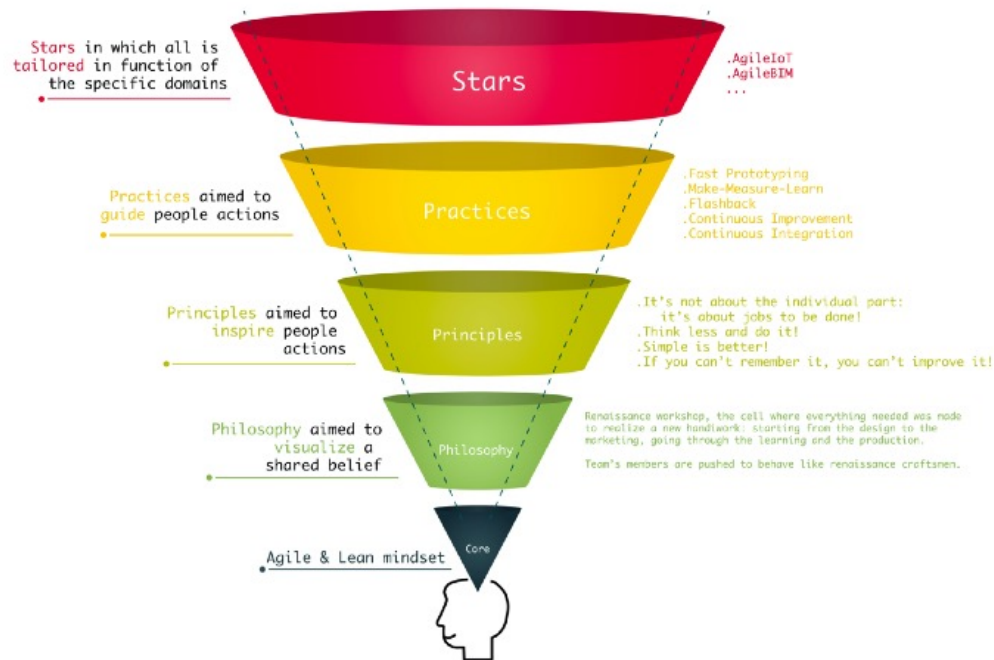 Stars in which all is
tailored in function of
the specific domains
Stars
.AgileIoT
.AgileBIM
...
Practices aimed to
guide people actions
Practices
.Fast Prototyping
.Make-Measure-Learn
.Flashback
.Continuous Improvement
.Continuous Integration
Principles aimed to
inspire people
actions
Principles
.It's not about the individual part:
it's about jobs to be done!
.Think less and do it!
.Simple is better!
.If you can't remember it, you can't improve it!
Philosophy aimed to
visualize a
shared belief
Philosophy
Renaissance workshop, the cell where everything needed was made
to realize a new handiwork: starting from the design to the
marketing, going through the learning and the production.
Team's members are pushed to behave like renaissance craftsmen.
Agile & Lean mindset
Core